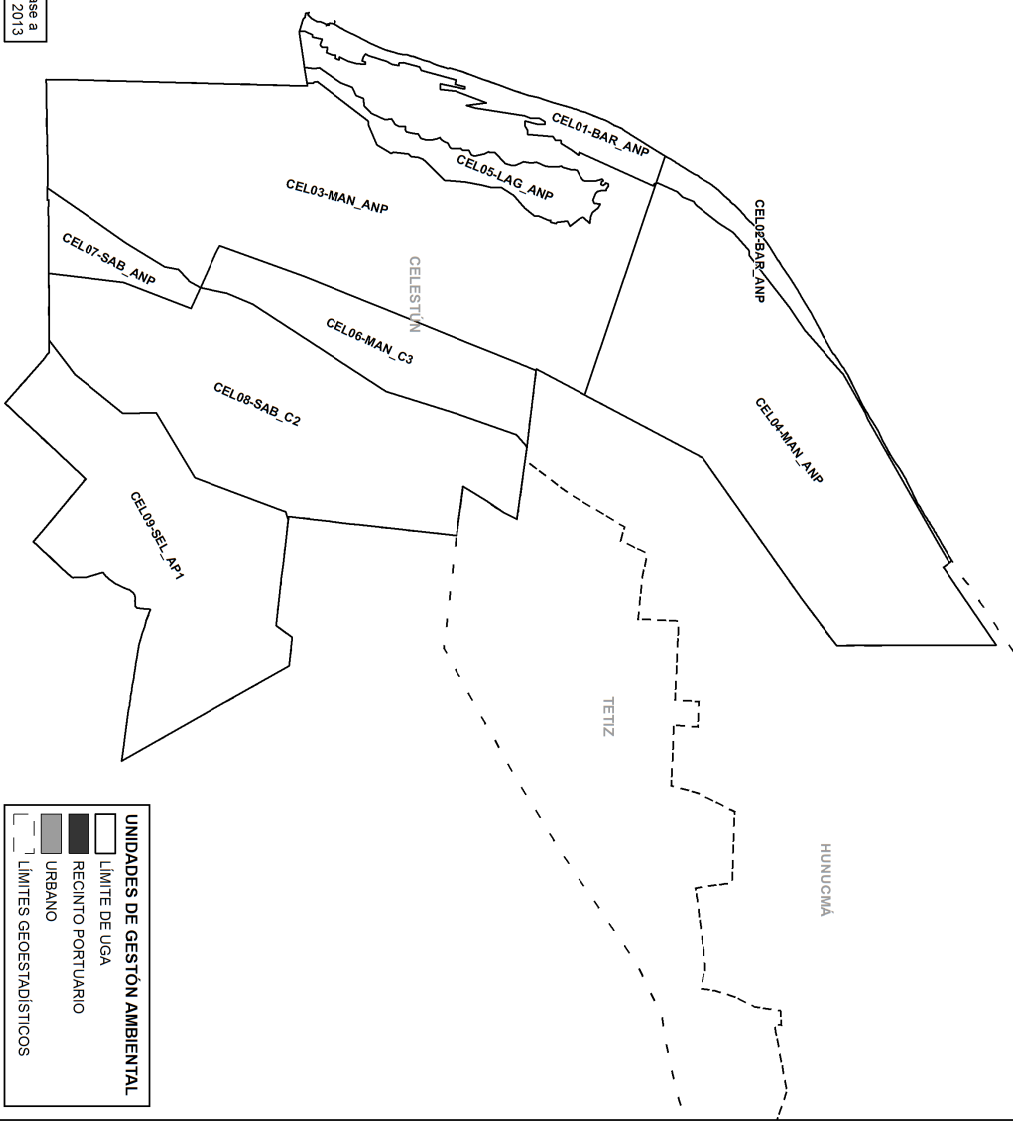 ase a
2013
CEL01-BAR_ANP
CEL02-BAR_ANP
CEL05-LAG_ANP
CEL03-MAN_ANP
CEL07-SAB_ANP
CELESTÚN
CEL06-MAN_C3
CEL08-SAB_C2
CEL04-MAN_ANP
CEL09-SEL_AP1
TETIZ
HUNUCMÁ
UNIDADES DE GESTÓN AMBIENTAL
LÍMITE DE UGA
RECINTO PORTUARIO
URBANO
LÍMITES GEOESTADÍSTICOS